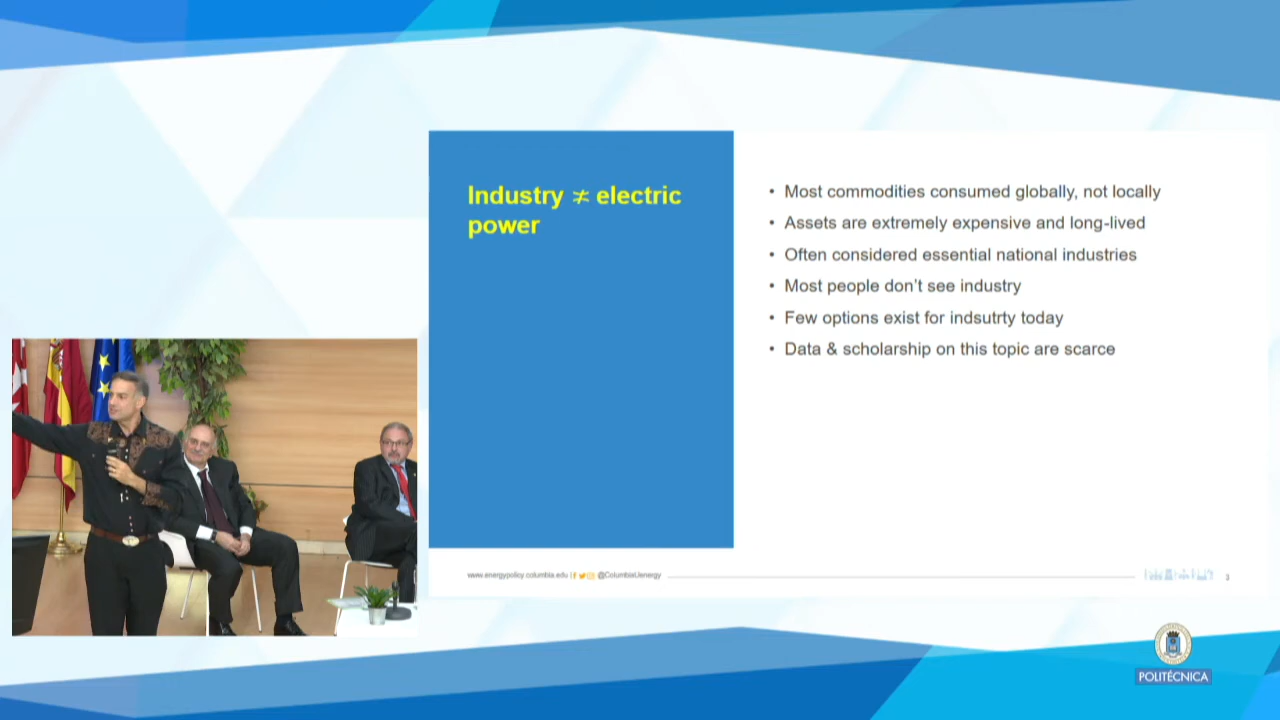 Industry ≠ electric
power
• Most commodities consumed globally, not locally
• Assets are extremely expensive and long-lived
• Often considered essential national industries
• Most people don't see industry
• Few options exist for indsutrty today
• Data & scholarship on this topic are scarce
www.energypolicy.columbia.edu | @ColumbiaUenergy
3
POLITÉCNICA